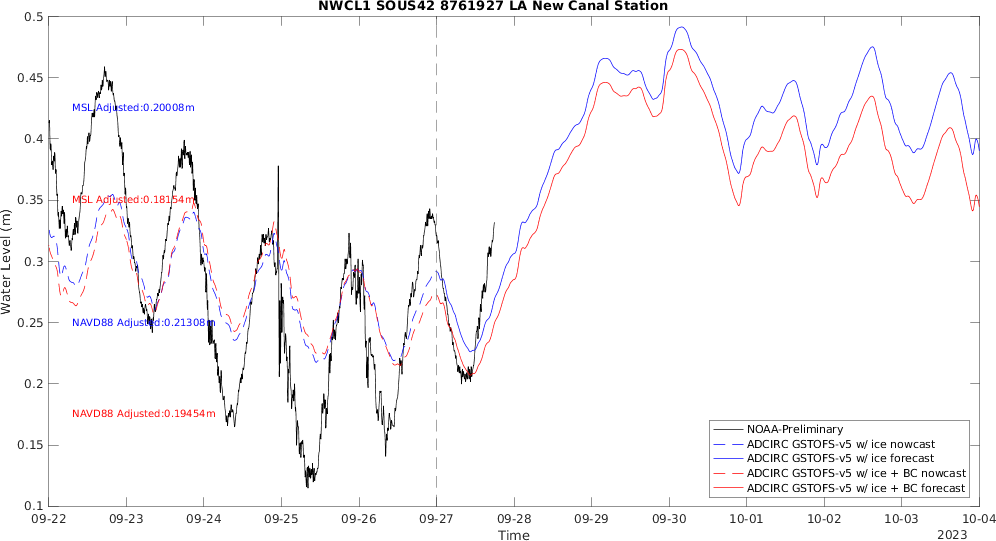 NWCL1 SOUS42 8761927 LA New Canal Station
Water Level (m)
0.5
0.45
0.4
0.35
0.3
0.25
0.2
0.15
0.1
MSL Adjusted:0.20008m
MSL Adjusted:0.18154m
NAVD88 Adjusted:0.21308m
NAVD88 Adjusted:0.19454m
NOAA-Preliminary
ADCIRC GSTOFS-v5 w/ ice nowcast
ADCIRC GSTOFS-v5 w/ ice forecast
ADCIRC GSTOFS-v5 w/ ice + BC nowcast
ADCIRC GSTOFS-v5 w/ ice + BC forecast
09-22 09-23 09-24 09-25 09-26 09-27 09-28 09-29 09-30 10-01 10-02 10-03 10-04
Time
2023